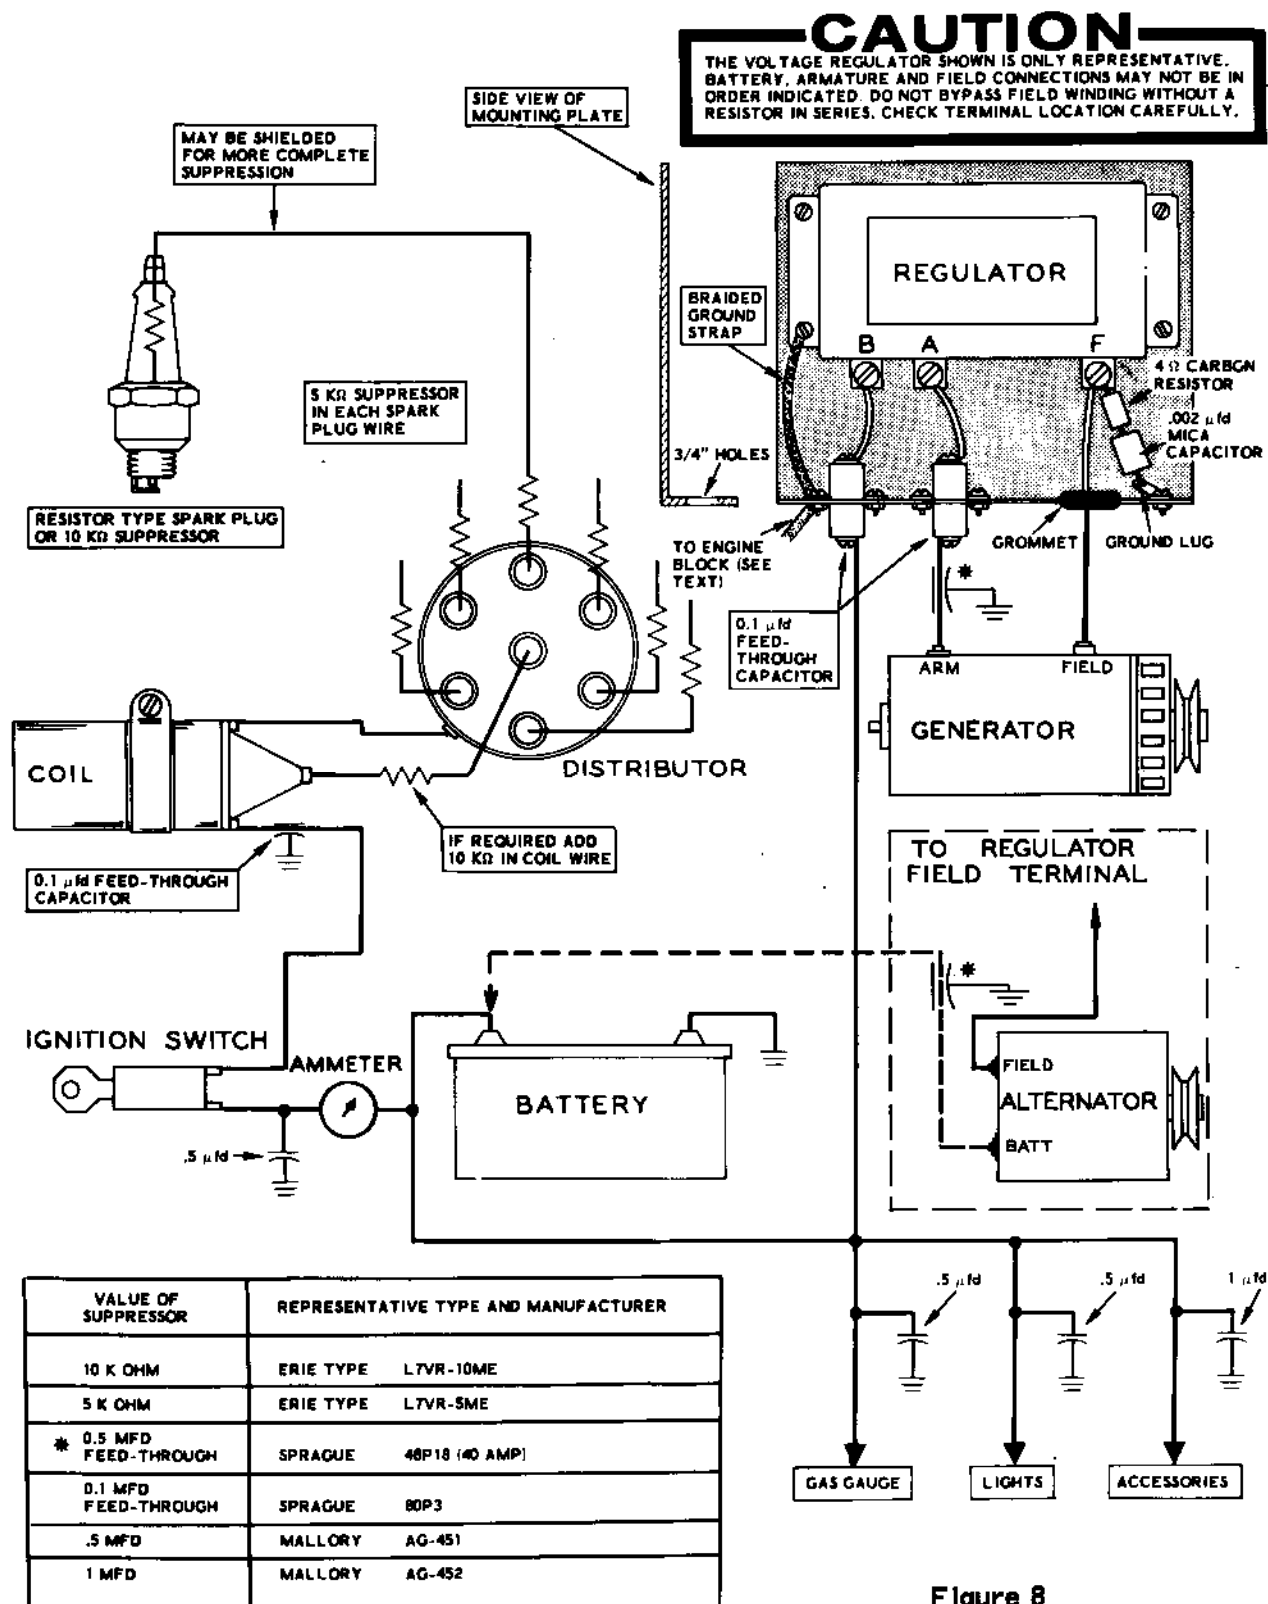 CAUTION
THE VOLTAGE REGULATOR SHOWN IS ONLY REPRESENTATIVE.
BATTERY, ARMATURE AND FIELD CONNECTIONS MAY NOT BE IN
ORDER INDICATED. DO NOT BYPASS FIELD WINDING WITHOUT A
RESISTOR IN SERIES. CHECK TERMINAL LOCATION CAREFULLY.
SIDE VIEW OF
MOUNTING PLATE
MAY BE SHIELDED
FOR MORE COMPLETE
SUPPRESSION
REGULATOR
BRAIDED
GROUND
STRAP
B
A
F
4 Ω CARBON
RESISTOR
.002 µfd
MICA
CAPACITOR
5 KΩ SUPPRESSOR
IN EACH SPARK
PLUG WIRE
3/4" HOLES
RESISTOR TYPE SPARK PLUG
OR 10 KΩ SUPPRESSOR
TO ENGINE
BLOCK (SEE
TEXT)
GROMMET
GROUND LUG
*
0.1 µfd
FEED-
THROUGH
CAPACITOR
ARM
FIELD
GENERATOR
COIL
DISTRIBUTOR
IF REQUIRED ADD
10 KΩ IN COIL WIRE
0.1 µfd FEED-THROUGH
CAPACITOR
TO REGULATOR
FIELD TERMINAL
*
IGNITION SWITCH
AMMETER
BATTERY
FIELD
ALTERNATOR
BATT
.5 µfd
.5 µfd
.5 µfd
1 µfd
GAS GAUGE
LIGHTS
ACCESSORIES
VALUE OF
SUPPRESSOR
REPRESENTATIVE TYPE AND MANUFACTURER
10 K OHM ERIE TYPE L7VR-10ME
5 K OHM ERIE TYPE L7VR-5ME
* 0.5 MFD
FEED-THROUGH SPRAGUE 48P18 (40 AMP)
0.1 MFD
FEED-THROUGH SPRAGUE 80P3
.5 MFD MALLORY AG-451
1 MFD MALLORY AG-452
Figure 8